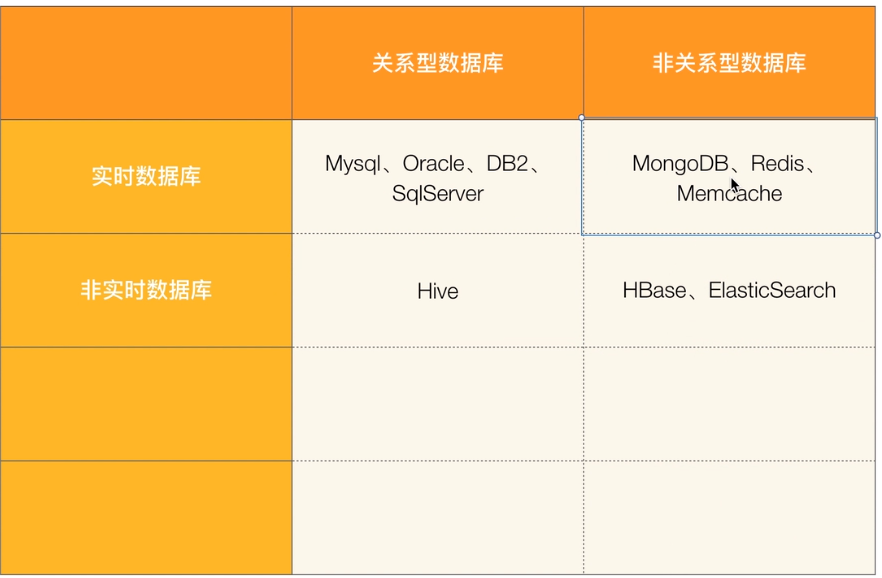 关系型数据库
非关系型数据库
实时数据库
Mysql、Oracle、DB2、
SqlServer
MongoDB、Redis、
Memcache
非实时数据库
Hive
HBase、ElasticSearch